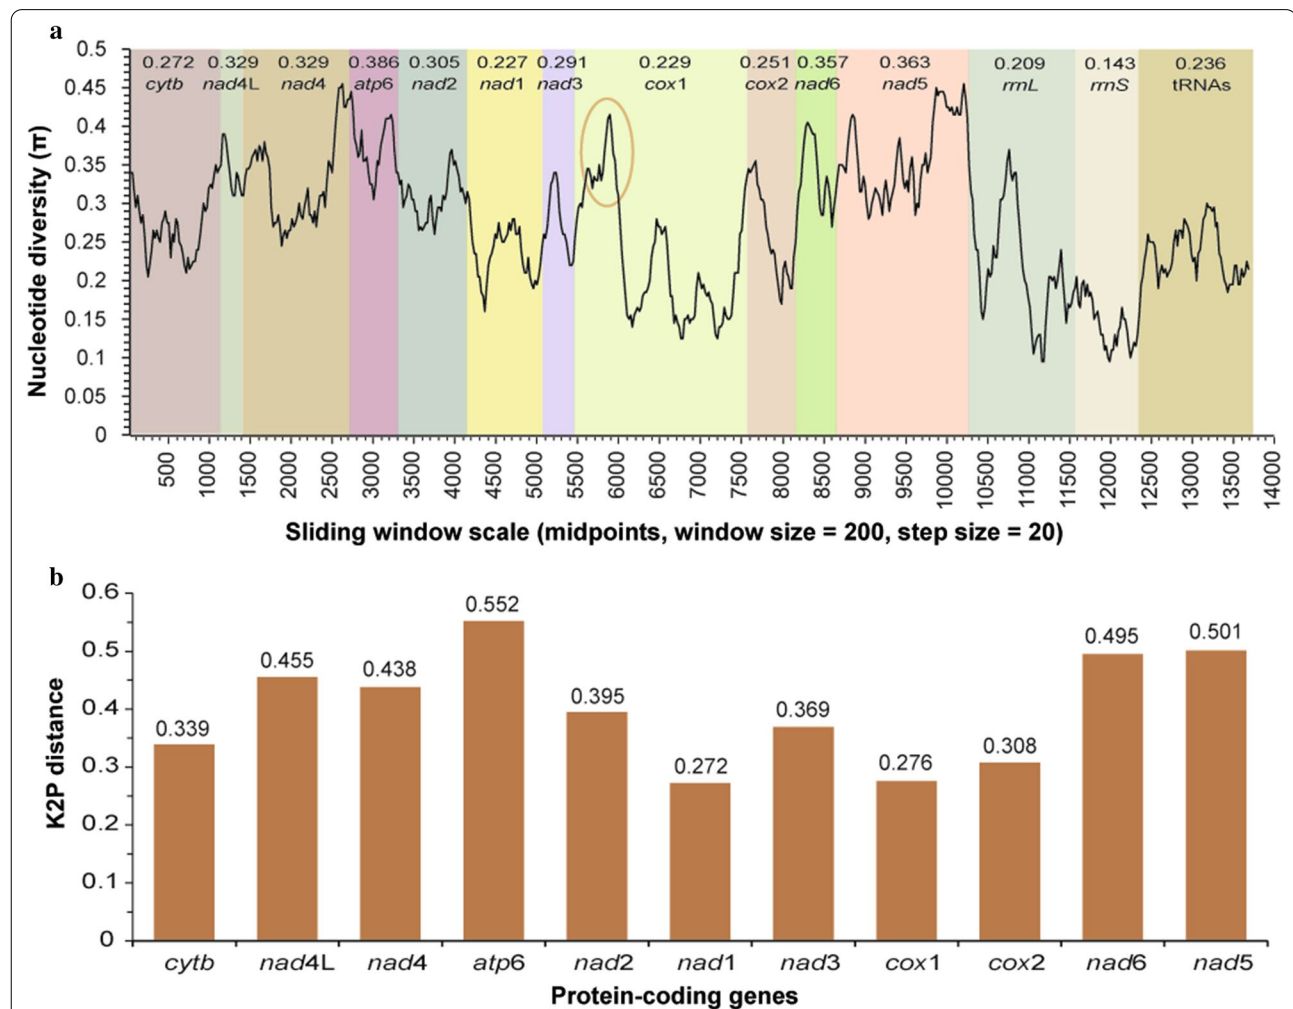 a
0.5
0.45
0.4
0.35
0.3
0.25
0.2
0.15
0.1
0.05
0
Nucleotide diversity (π)
0.272 0.329 0.329 0.386 0.305 0.227 0.291 0.229 0.251 0.357 0.363 0.209 0.143 0.236
cytb nad4L nad4 atp6 nad2 nad1 nad3 cox1 cox2 nad6 nad5 rrnL rrnS tRNAs
500 1000 1500 2000 2500 3000 3500 4000 4500 5000 5500 6000 6500 7000 7500 8000 8500 9000 9500 10000 10500 11000 11500 12000 12500 13000 13500 14000
Sliding window scale (midpoints, window size = 200, step size = 20)
b
0.6
0.5
0.4
0.3
0.2
0.1
0
K2P distance
0.339 0.455 0.438 0.552 0.395 0.272 0.369 0.276 0.308 0.495 0.501
cytb nad4L nad4 atp6 nad2 nad1 nad3 cox1 cox2 nad6 nad5
Protein-coding genes